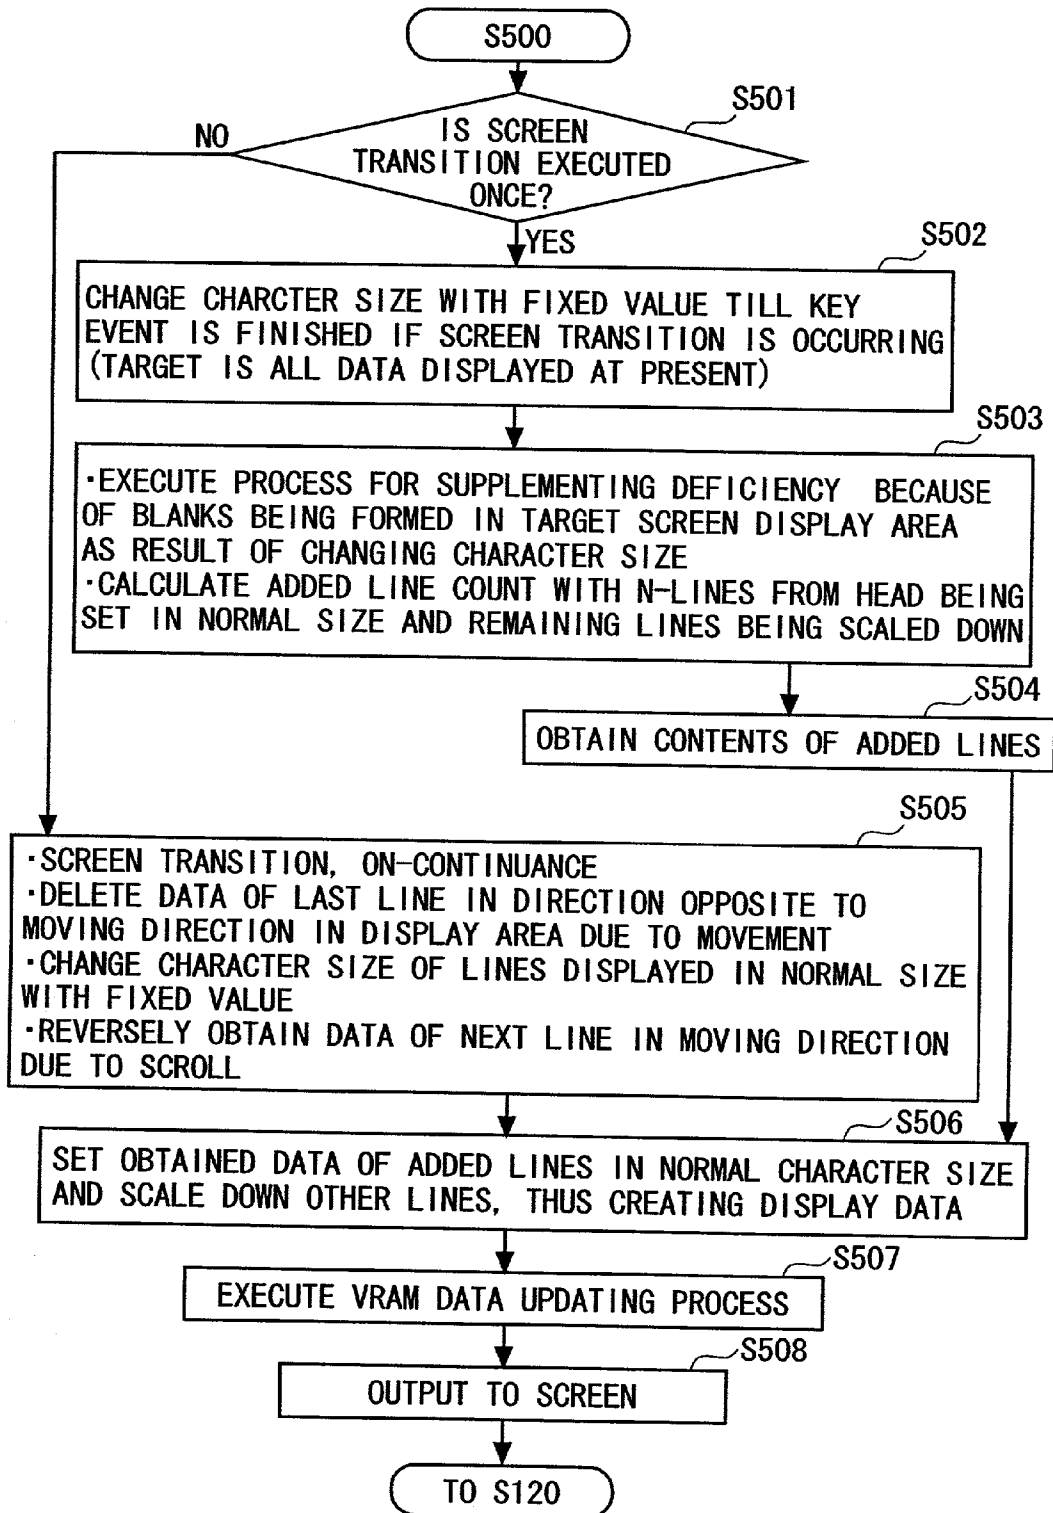 S500
S501
NO
IS SCREEN
TRANSITION EXECUTED
ONCE?
YES
S502
CHANGE CHARCTER SIZE WITH FIXED VALUE TILL KEY
EVENT IS FINISHED IF SCREEN TRANSITION IS OCCURRING
(TARGET IS ALL DATA DISPLAYED AT PRESENT)
S503
·EXECUTE PROCESS FOR SUPPLEMENTING DEFICIENCY BECAUSE
OF BLANKS BEING FORMED IN TARGET SCREEN DISPLAY AREA
AS RESULT OF CHANGING CHARACTER SIZE
·CALCULATE ADDED LINE COUNT WITH N-LINES FROM HEAD BEING
SET IN NORMAL SIZE AND REMAINING LINES BEING SCALED DOWN
S504
OBTAIN CONTENTS OF ADDED LINES
S505
·SCREEN TRANSITION, ON-CONTINUANCE
·DELETE DATA OF LAST LINE IN DIRECTION OPPOSITE TO
MOVING DIRECTION IN DISPLAY AREA DUE TO MOVEMENT
·CHANGE CHARACTER SIZE OF LINES DISPLAYED IN NORMAL SIZE
WITH FIXED VALUE
·REVERSELY OBTAIN DATA OF NEXT LINE IN MOVING DIRECTION
DUE TO SCROLL
S506
SET OBTAINED DATA OF ADDED LINES IN NORMAL CHARACTER SIZE
AND SCALE DOWN OTHER LINES, THUS CREATING DISPLAY DATA
S507
EXECUTE VRAM DATA UPDATING PROCESS
S508
OUTPUT TO SCREEN
TO S120